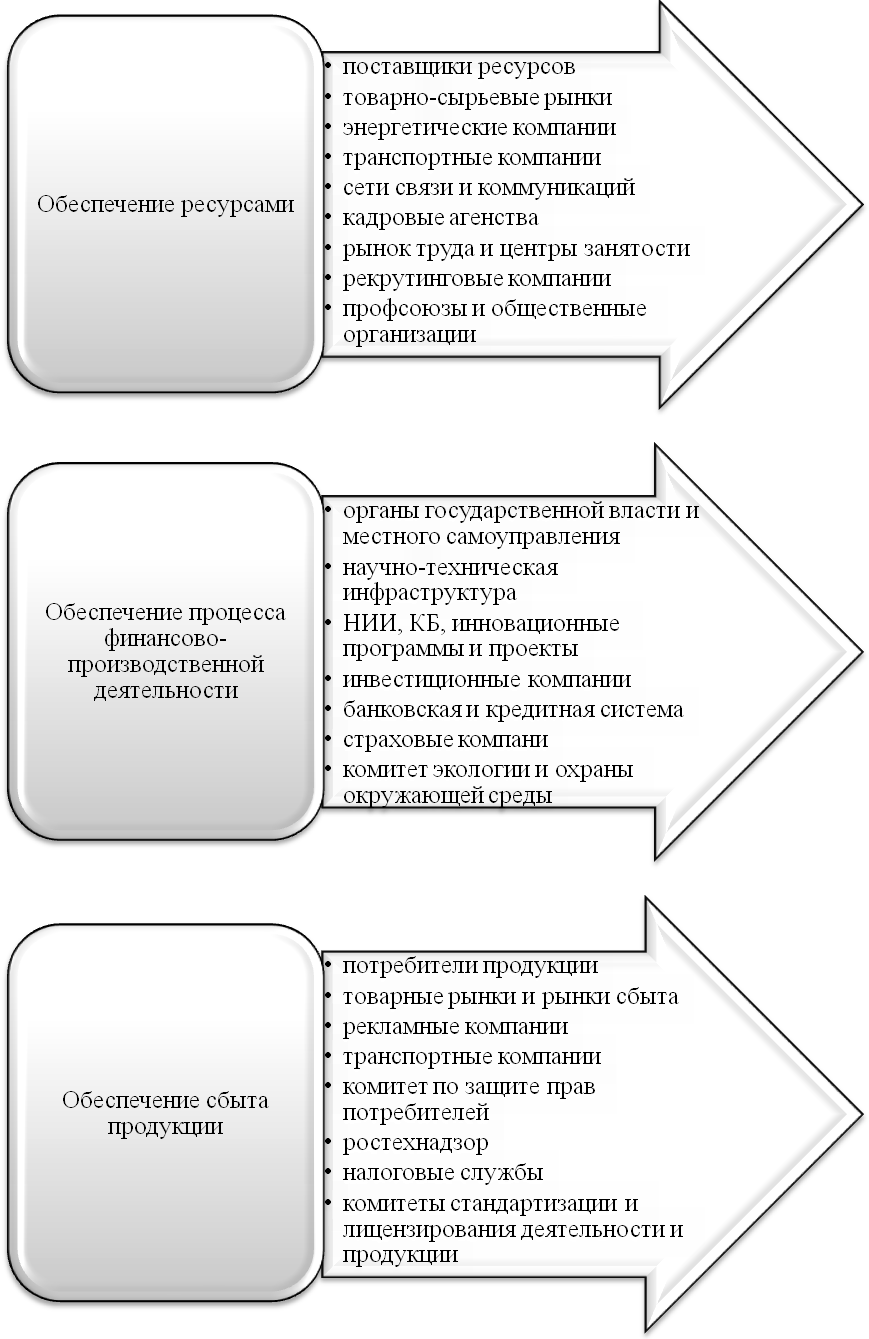 Обеспечение ресурсами
• поставщики ресурсов
• товарно-сырьевые рынки
• энергетические компании
• транспортные компании
• сети связи и коммуникаций
• кадровые агенства
• рынок труда и центры занятости
• рекрутинговые компании
• профсоюзы и общественные
организации
Обеспечение процесса
финансово-
производственной
деятельности
• органы государственной власти и
местного самоуправления
• научно-техническая
инфраструктура
• НИИ, КБ, инновационные
программы и проекты
• инвестиционные компании
• банковская и кредитная система
• страховые компани
• комитет экологии и охраны
окружающей среды
Обеспечение сбыта
продукции
• потребители продукции
• товарные рынки и рынки сбыта
• рекламные компании
• транспортные компании
• комитет по защите прав
потребителей
• ростехнадзор
• налоговые службы
• комитеты стандартизации и
лицензирования деятельности и
продукции